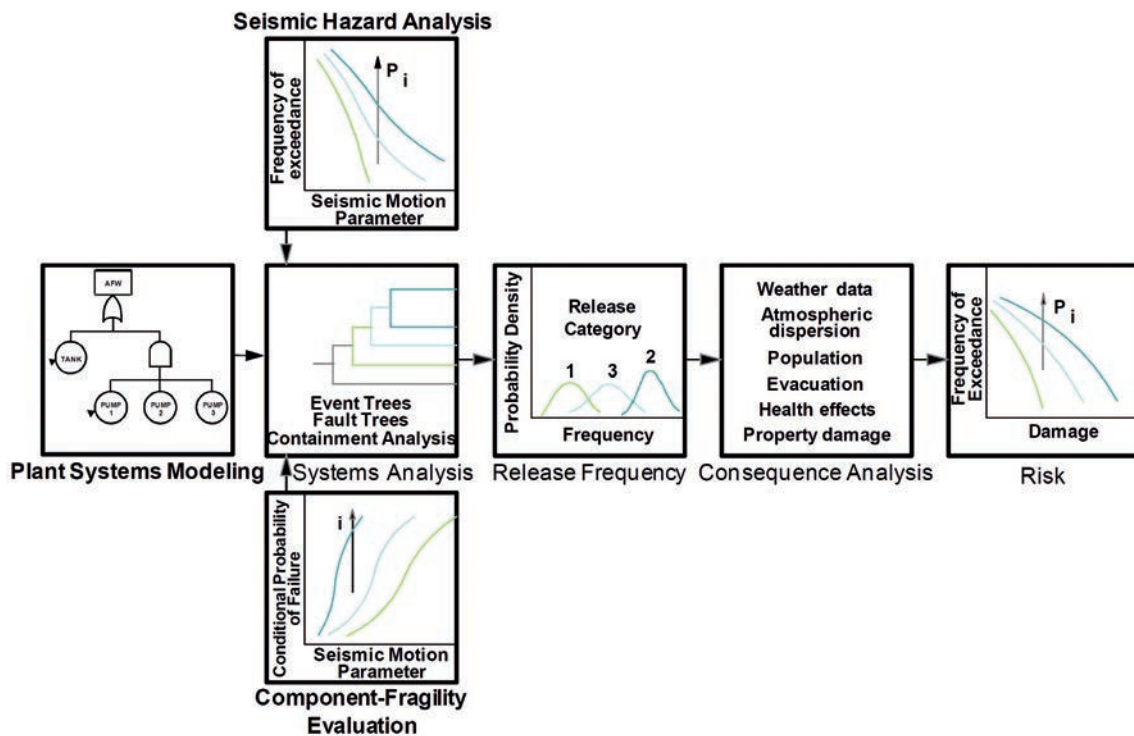 Seismic Hazard Analysis
Frequency of
exceedance
P i
Seismic Motion
Parameter
AFW
TANK
PUMP
1
PUMP
2
PUMP
3
Plant Systems Modeling
Event Trees
Fault Trees
Containment Analysis
Systems Analysis
Probability Density
Release
Category
1 3 2
Frequency
Release Frequency
Weather data
Atmospheric
dispersion
Population
Evacuation
Health effects
Property damage
Consequence Analysis
Frequency of
Exceedance
P i
Damage
Risk
Conditional Probability
of Failure
i
Seismic Motion
Parameter
Component-Fragility
Evaluation